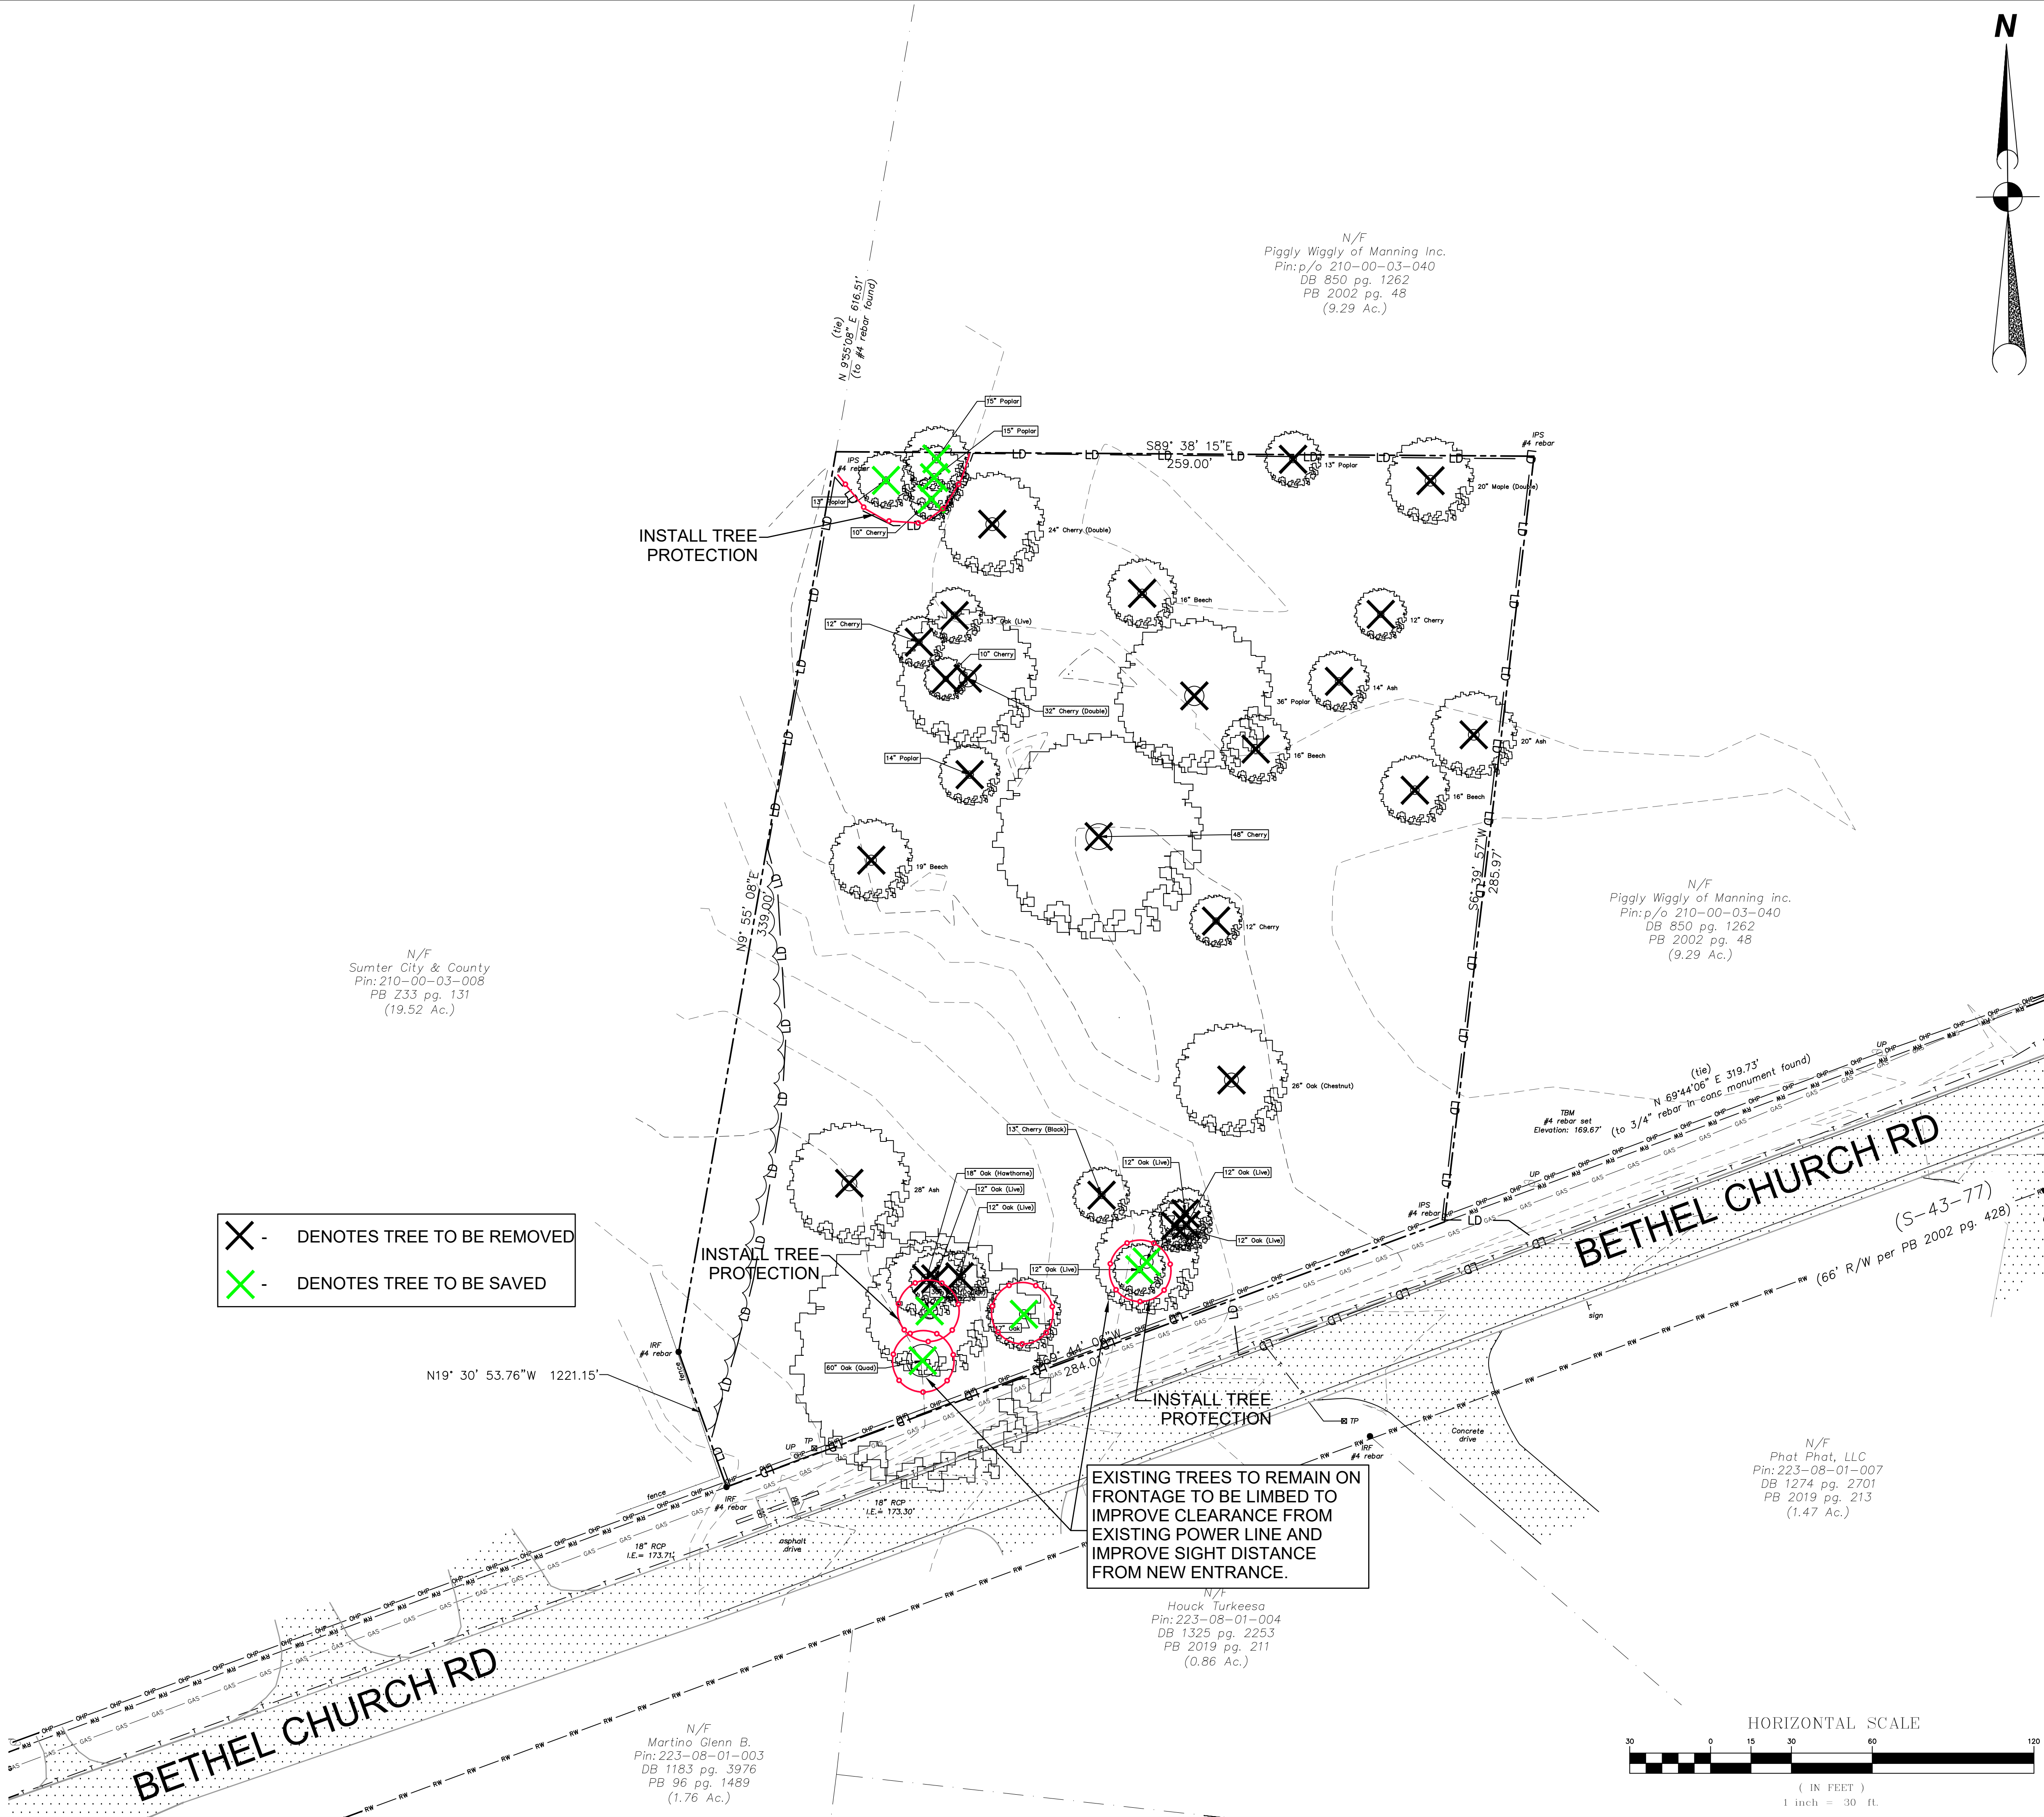 N
N/F
Piggly Wiggly of Manning Inc.
Pin: p/o 210-00-03-040
DB 850 pg. 1262
PB 2002 pg. 48
(9.29 Ac.)
(tie)
N 9°55'08" E 616.51'
(to #4 rebar found)
15" Poplar
15" Poplar
IPS
#4 rebar
S89° 38' 15"E
259.00'
IPS
#4 rebar
13" Poplar
20" Maple (Double)
13" Poplar
10" Cherry
INSTALL TREE
PROTECTION
24" Cherry (Double)
16" Beech
12" Cherry
12" Cherry
13" Oak (Live)
10" Cherry
32" Cherry (Double)
36" Poplar
14" Ash
20" Ash
14" Poplar
16" Beech
16" Beech
48" Cherry
19" Beech
12" Cherry
N9° 55' 08"E
339.00'
S6° 39' 57"W
285.97'
N/F
Piggly Wiggly of Manning inc.
Pin: p/o 210-00-03-040
DB 850 pg. 1262
PB 2002 pg. 48
(9.29 Ac.)
N/F
Sumter City & County
Pin: 210-00-03-008
PB Z33 pg. 131
(19.52 Ac.)
26" Oak (Chestnut)
TBM
#4 rebar set
Elevation: 169.67'
(tie)
N 69°44'06" E 319.73'
(to 3/4" rebar in conc monument found)
UP
UP
BETHEL CHURCH RD
(S-43-77)
(66' R/W per PB 2002 pg. 428)
13" Cherry (Black)
12" Oak (Live)
12" Oak (Live)
18" Oak (Hawthorne)
12" Oak (Live)
12" Oak (Live)
28" Ash
12" Oak (Live)
12" Oak (Live)
IPS
#4 rebar
- DENOTES TREE TO BE REMOVED
- DENOTES TREE TO BE SAVED
INSTALL TREE
PROTECTION
Oak
60" Oak (Quad)
S69° 44' 06"W
284.07'
INSTALL TREE
PROTECTION
IRF
#4 rebar
fence
N19° 30' 53.76"W 1221.15'
sign
TP
Concrete
drive
IRF
#4 rebar
UP
TP
fence
IRF
#4 rebar
18" RCP
I.E.= 173.30'
asphalt
drive
18" RCP
I.E.= 173.71'
EXISTING TREES TO REMAIN ON
FRONTAGE TO BE LIMBED TO
IMPROVE CLEARANCE FROM
EXISTING POWER LINE AND
IMPROVE SIGHT DISTANCE
FROM NEW ENTRANCE.
N/F
Phat Phat, LLC
Pin: 223-08-01-007
DB 1274 pg. 2701
PB 2019 pg. 213
(1.47 Ac.)
N/F
Houck Turkeesa
Pin: 223-08-01-004
DB 1325 pg. 2253
PB 2019 pg. 211
(0.86 Ac.)
BETHEL CHURCH RD
N/F
Martino Glenn B.
Pin: 223-08-01-003
DB 1183 pg. 3976
PB 96 pg. 1489
(1.76 Ac.)
HORIZONTAL SCALE
30 0 15 30 60 120
( IN FEET )
1 inch = 30 ft.